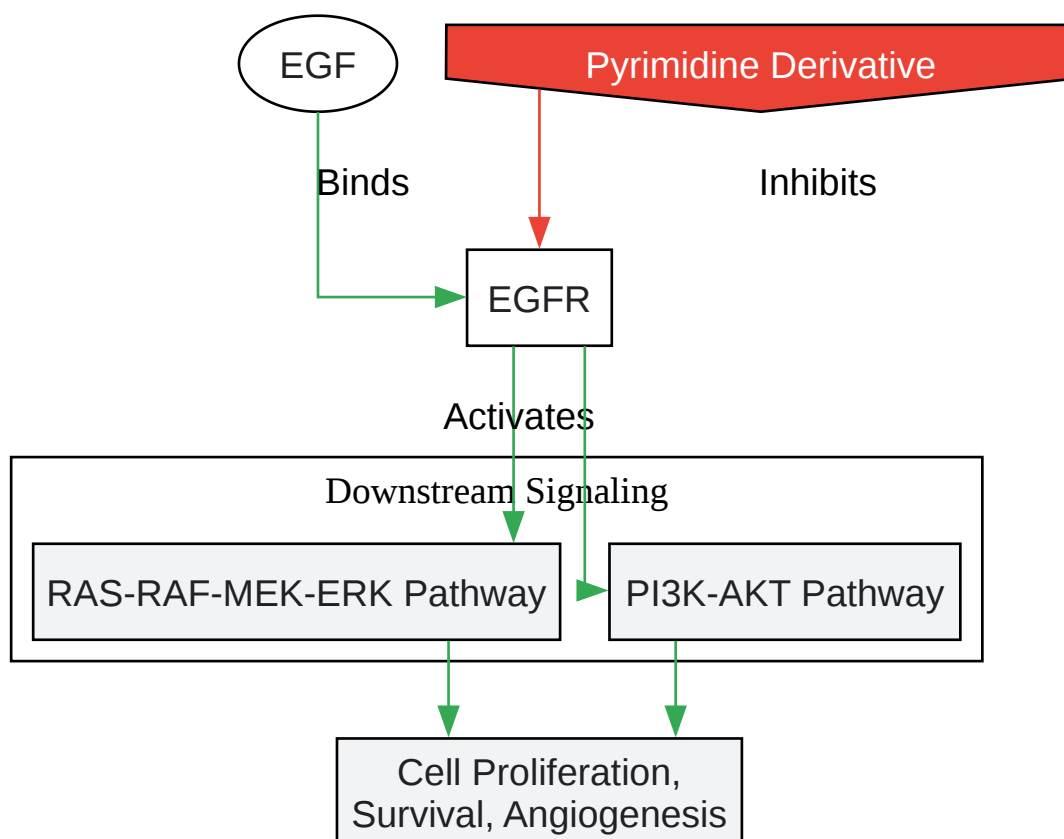 EGF
Pyrimidine Derivative
Binds
Inhibits
EGFR
Activates
Downstream Signaling
RAS-RAF-MEK-ERK Pathway
PI3K-AKT Pathway
Cell Proliferation,
Survival, Angiogenesis